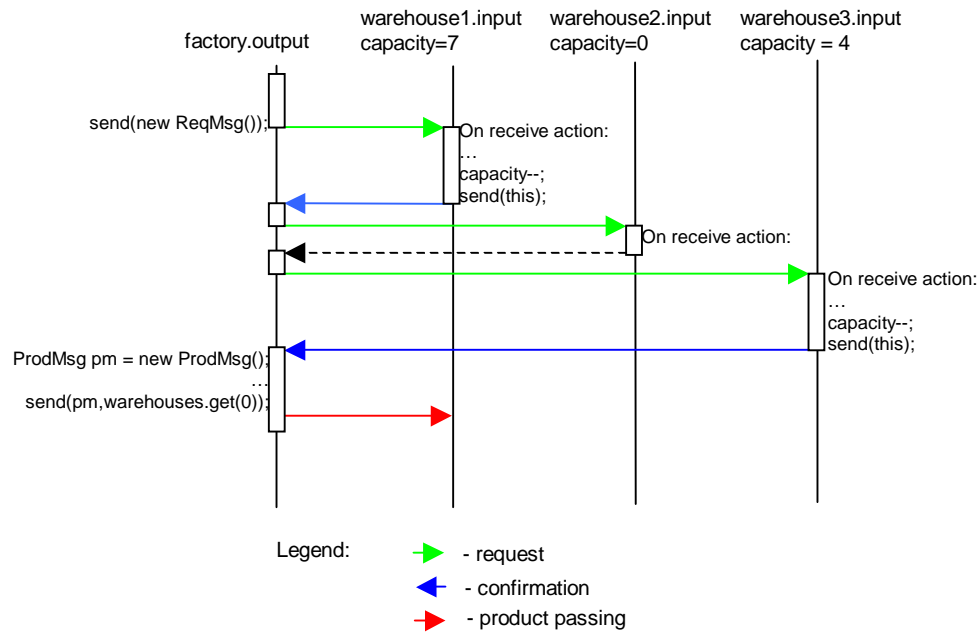 factory.output
warehouse1.input
capacity=7
warehouse2.input
capacity=0
warehouse3.input
capacity = 4
send(new ReqMsg());
On receive action:
…
capacity--;
send(this);
On receive action:
On receive action:
…
capacity--;
send(this);
ProdMsg pm = new ProdMsg();
…
send(pm,warehouses.get(0));
Legend:
- request
- confirmation
- product passing